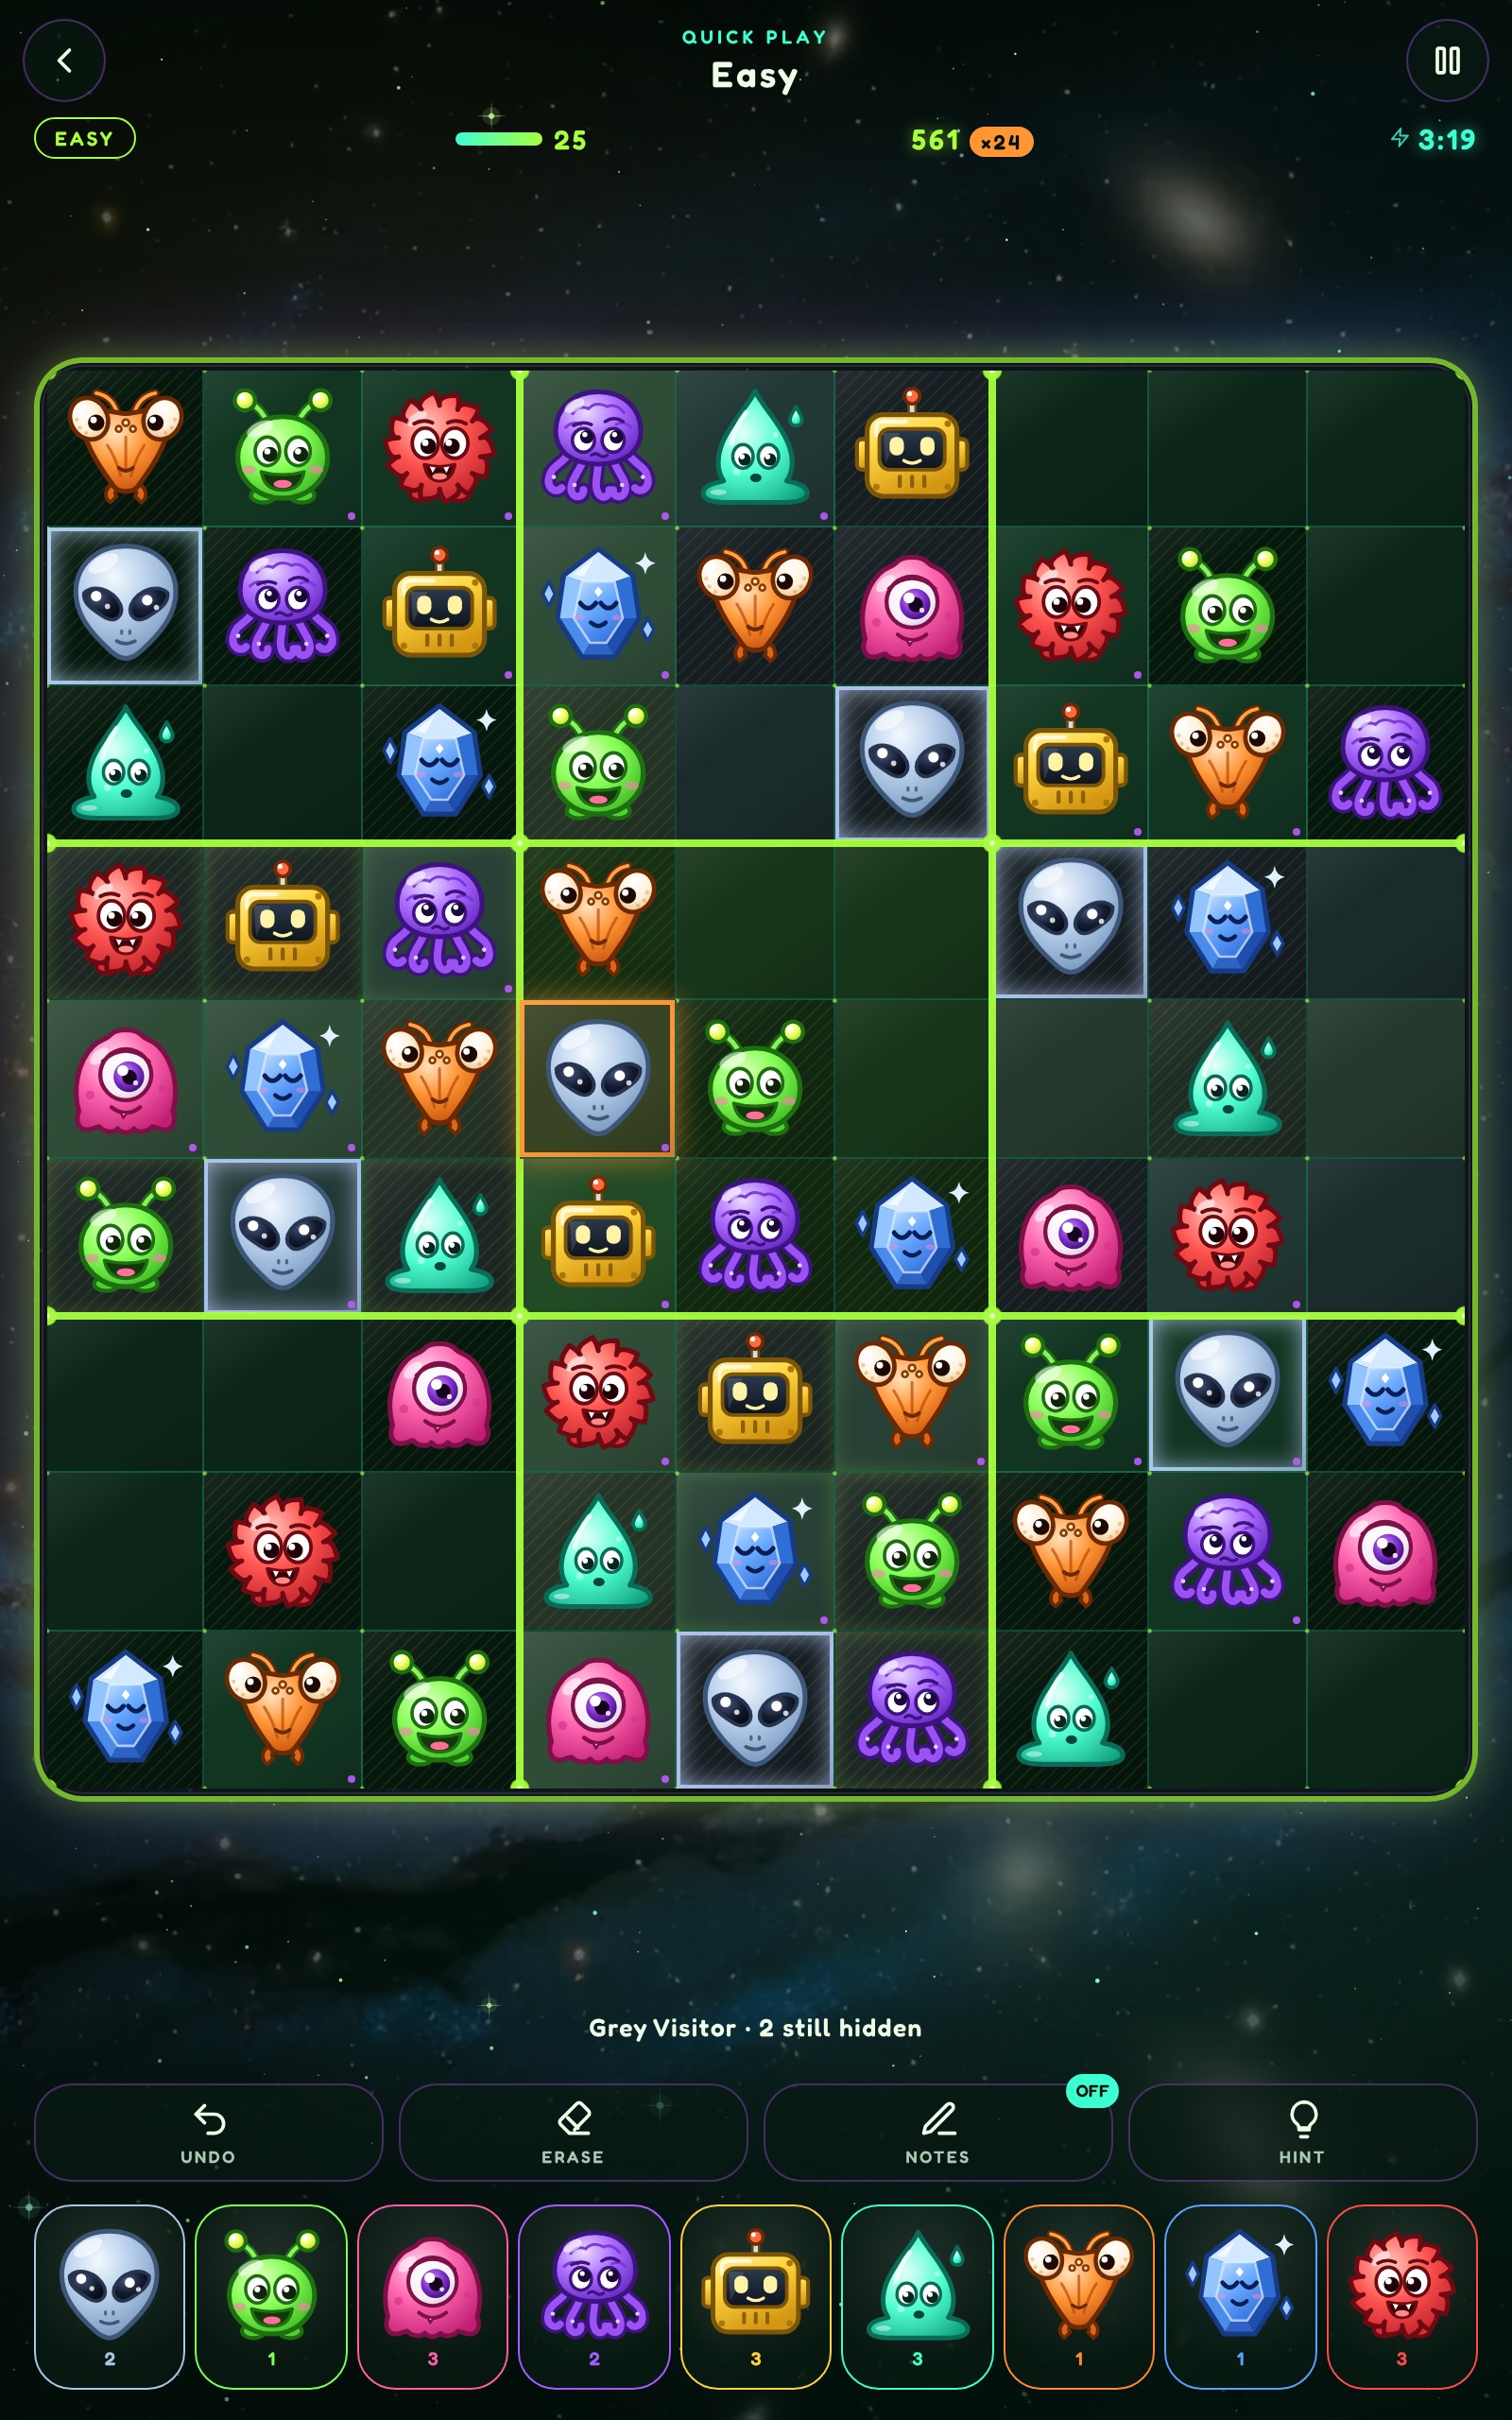 QUICK PLAY
Easy
EASY
25
561 ×24
3:19
Grey Visitor · 2 still hidden
OFF
UNDO
ERASE
NOTES
HINT
2
1
3
2
3
3
1
1
3